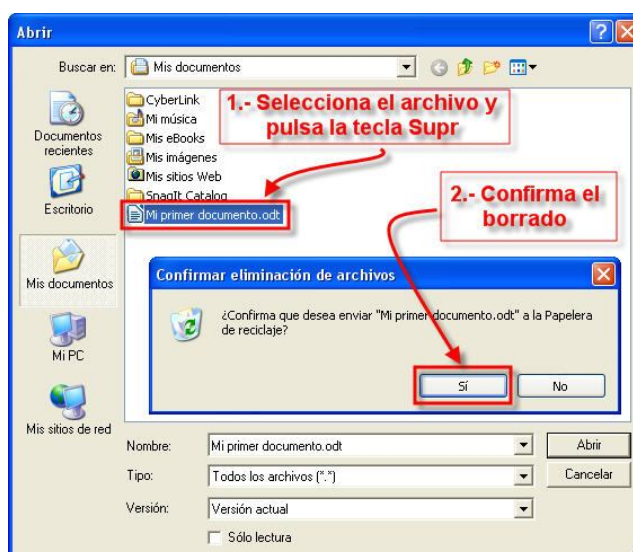 Abrir
Buscar en:
Mis documentos
Documentos
recientes
Escritorio
Mis documentos
Mi PC
Mis sitios de red
CyberLink
Mi música
Mis eBooks
Mis imágenes
Mis sitios Web
SnagIt Catalog
Mi primer documento.odt
1.- Selecciona el archivo y
pulsa la tecla Supr
2.- Confirma el
borrado
Confirmar eliminación de archivos
¿Confirma que desea enviar "Mi primer documento.odt" a la Papelera
de reciclaje?
Sí
No
Nombre:
Mi primer documento.odt
Abrir
Tipo:
Todos los archivos (*.*)
Cancelar
Versión:
Versión actual
Sólo lectura